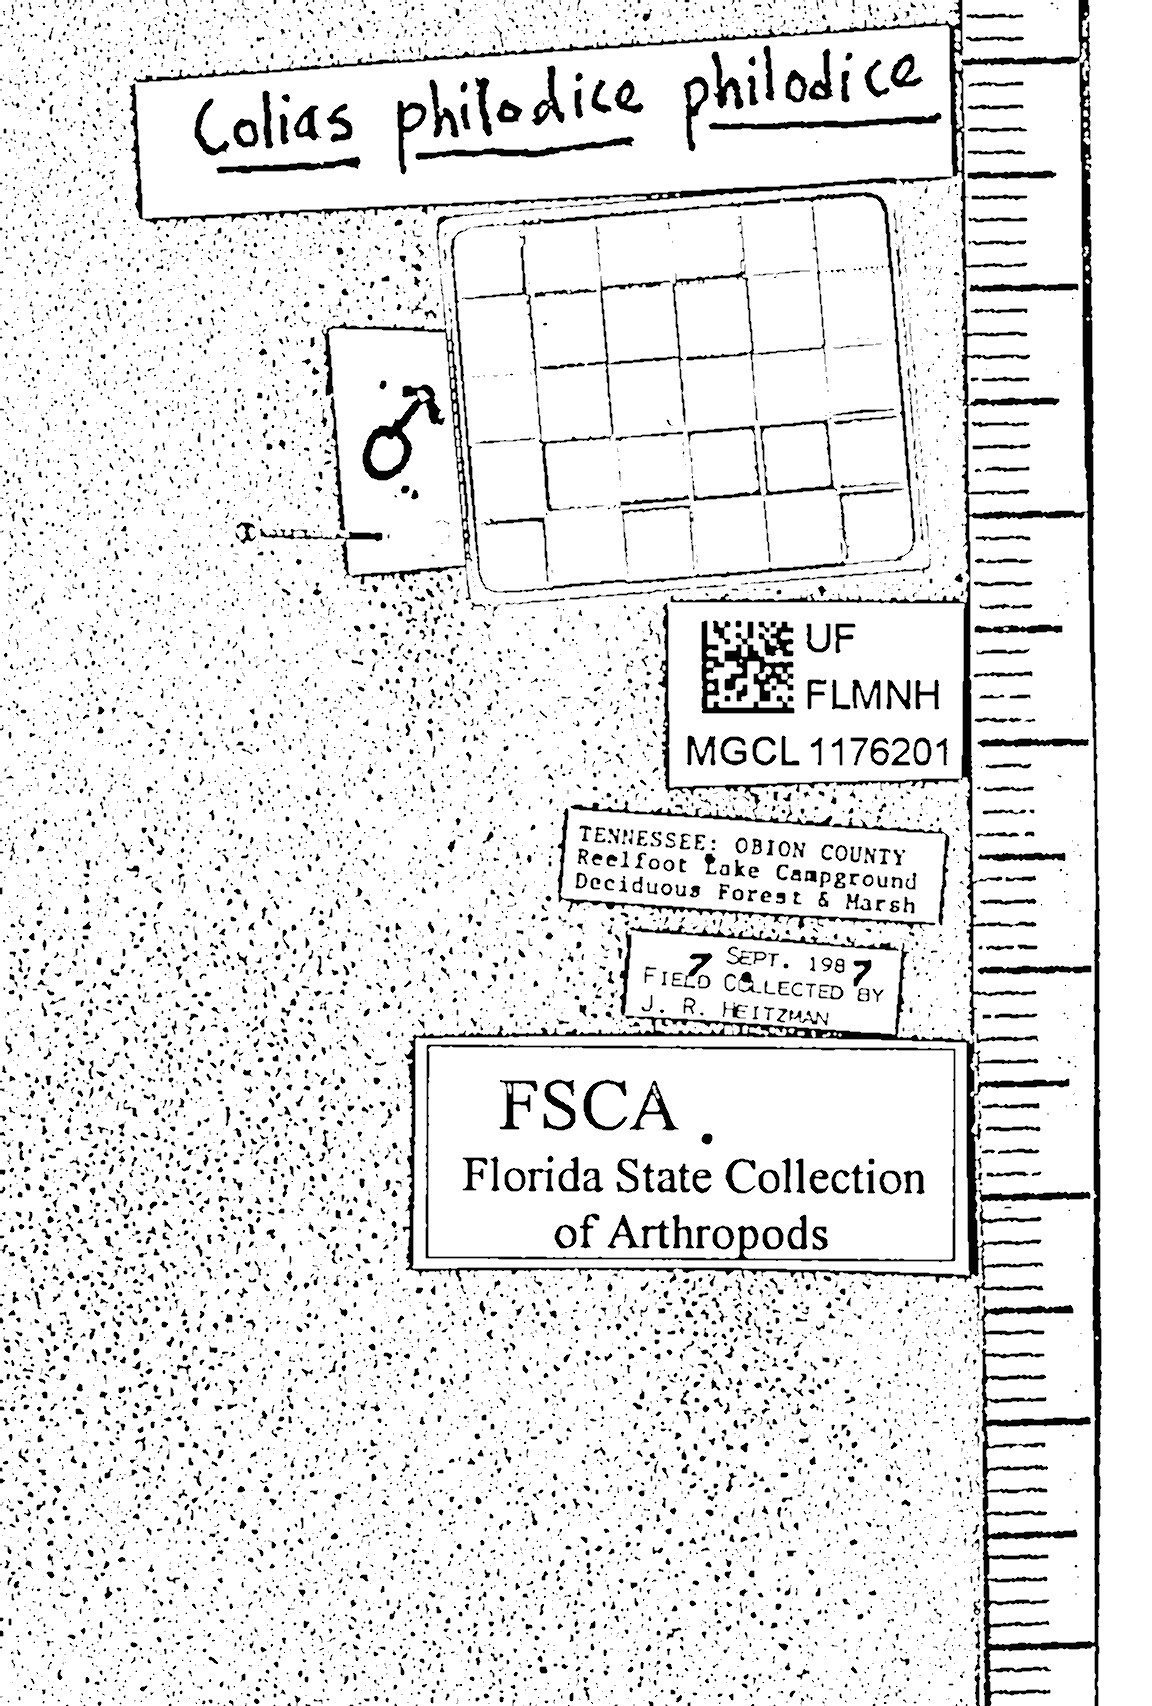 Colias philodice philodice
♂
UF
FLMNH
MGCL 1176201
TENNESSEE: OBION COUNTY
Reelfoot Lake Campground
Deciduous Forest & Marsh
7 SEPT. 1987
FIELD COLLECTED BY
J. R. HEITZMAN
FSCA
Florida State Collection
of Arthropods